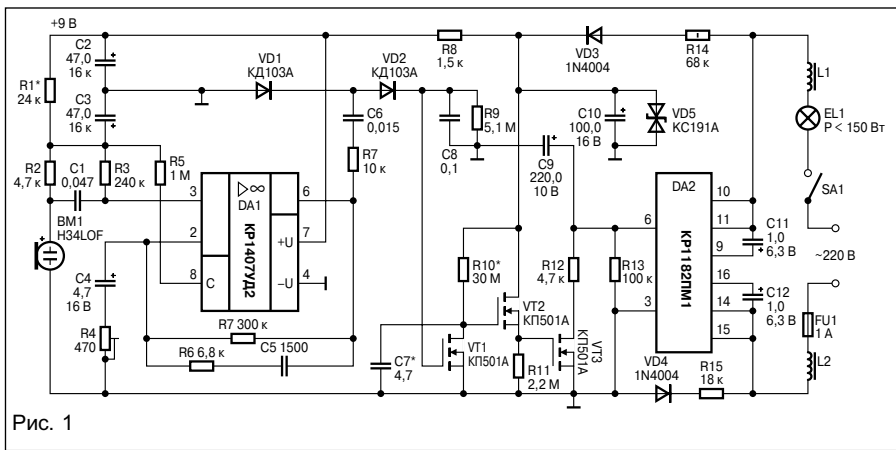 +9 В
C2
47,0
16 к
R1*
24 к
C3
47,0
16 к
R2
4,7 к
C1
0,047
R3
240 к
R5
1 М
BM1
H34LOF
C4
4,7
16 В
R4
470
VD1
КД103А
VD2
КД103А
C6
0,015
R7
10 к
3
2
8
C
▷∞
DA1
КР1407УД2
+U
−U
6
7
4
R7 300 к
R6 6,8 к
C5 1500
R8
1,5 к
C8
0,1
R9
5,1 М
C9
220,0
10 В
VD3
1N4004
R14
68 к
C10
100,0
16 В
VD5
КС191А
R10*
30 М
C7*
4,7
VT1
КП501А
VT2
КП501А
R11
2,2 М
R12
4,7 к
VT3
КП501А
R13
100 к
6
3
DA2
КР1182ПМ1
10
11
9
16
14
15
C11
1,0
6,3 В
C12
1,0
6,3 В
VD4
1N4004
R15
18 к
L1
EL1
P < 150 Вт
SA1
~220 В
FU1
1 А
L2
Рис. 1